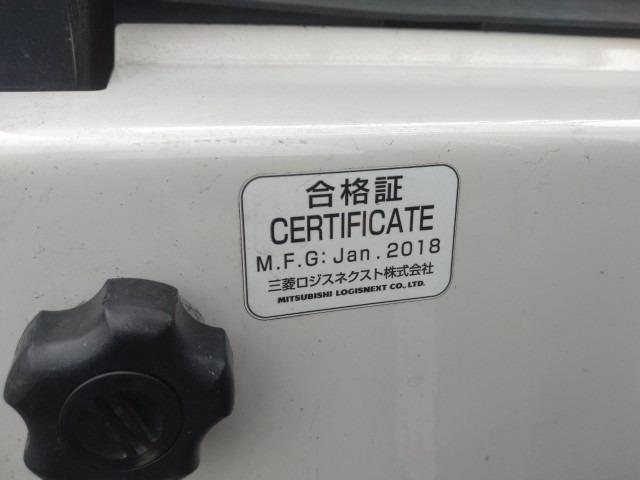 合格証
CERTIFICATE
M.F.G: Jan. 2018
三菱ロジスネクスト株式会社
MITSUBISHI LOGISNEXT CO., LTD.